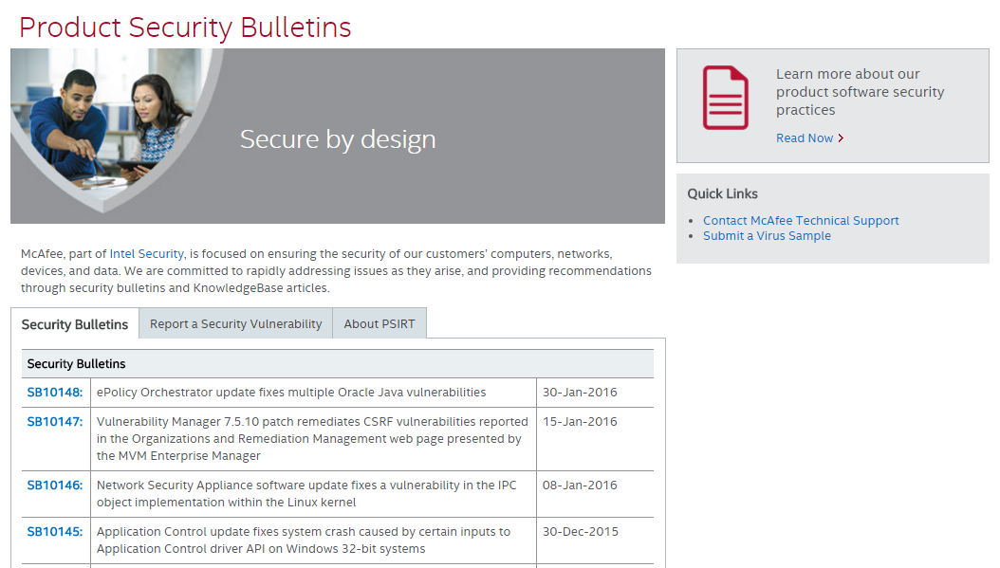 Product Security Bulletins
Secure by design
Learn more about our
product software security
practices
Read Now
Quick Links
Contact McAfee Technical Support
Submit a Virus Sample
McAfee, part of Intel Security, is focused on ensuring the security of our customers' computers, networks,
devices, and data. We are committed to rapidly addressing issues as they arise, and providing recommendations
through security bulletins and KnowledgeBase articles.
Security Bulletins Report a Security Vulnerability About PSIRT
Security Bulletins
SB10148: ePolicy Orchestrator update fixes multiple Oracle Java vulnerabilities 30-Jan-2016
SB10147: Vulnerability Manager 7.5.10 patch remediates CSRF vulnerabilities reported 15-Jan-2016
in the Organizations and Remediation Management web page presented by
the MVM Enterprise Manager
SB10146: Network Security Appliance software update fixes a vulnerability in the IPC 08-Jan-2016
object implementation within the Linux kernel
SB10145: Application Control update fixes system crash caused by certain inputs to 30-Dec-2015
Application Control driver API on Windows 32-bit systems